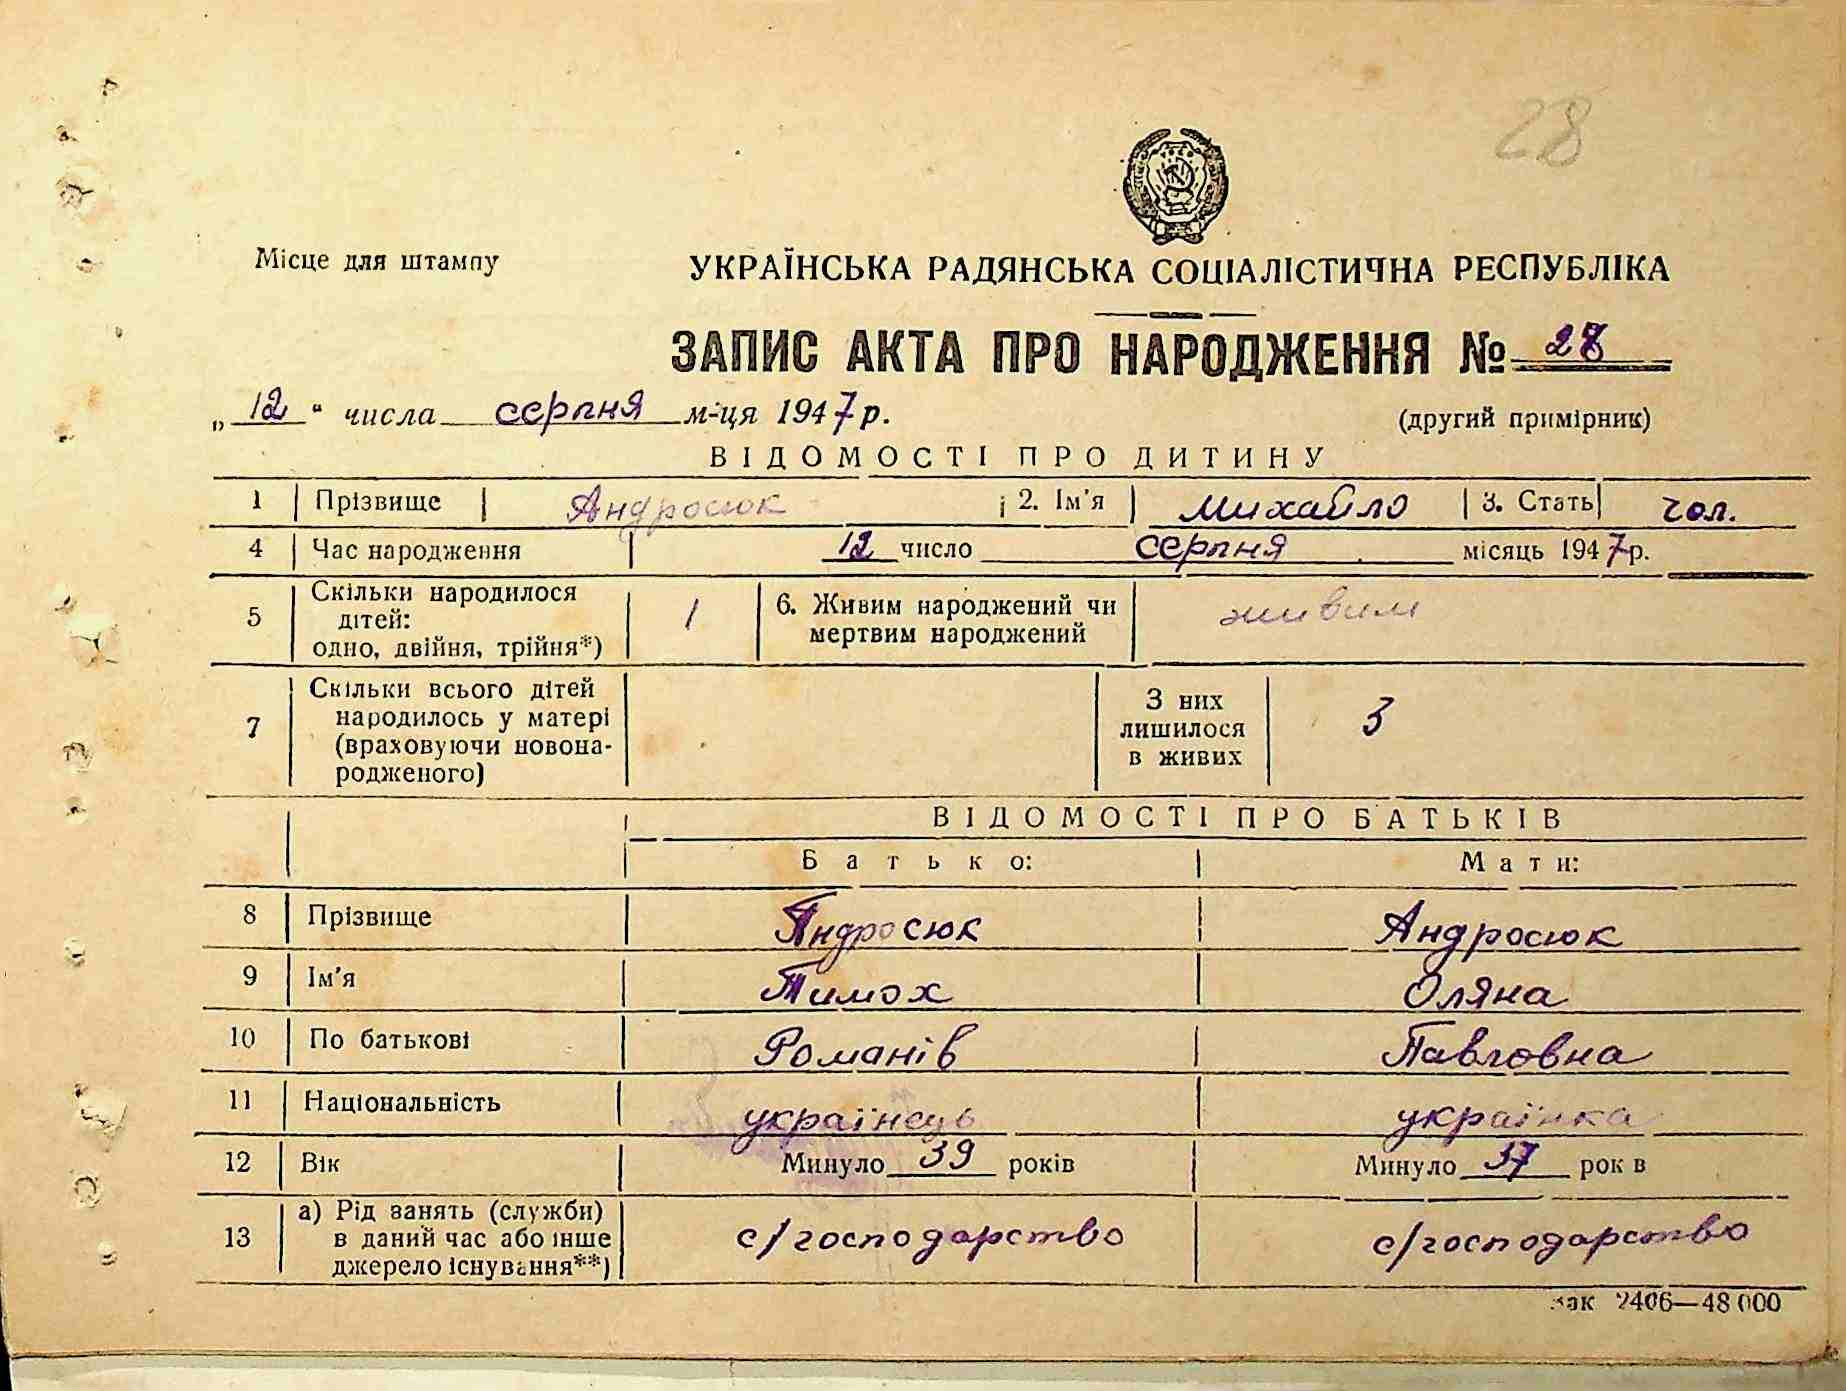 28
Місце для штампу
УКРАЇНСЬКА РАДЯНСЬКА СОЦІАЛІСТИЧНА РЕСПУБЛІКА
ЗАПИС АКТА ПРО НАРОДЖЕННЯ № 28
„12“ числа серпня м-ця 1947 р.
(другий примірник)
ВІДОМОСТІ ПРО ДИТИНУ
1 Прізвище Андросюк 2. Ім'я Михайло 3. Стать чол.
4 Час народження 12 число серпня місяць 1947 р.
5 Скільки народилося дітей: одно, двійня, трійня*) 1 6. Живим народжений чи мертвим народжений живим
7 Скільки всього дітей народилось у матері (враховуючи новонародженого) З них лишилося в живих 3
ВІДОМОСТІ ПРО БАТЬКІВ
Батько: Мати:
8 Прізвище Андросюк Андросюк
9 Ім'я Тимох Оляна
10 По батькові Романів Павловна
11 Національність українець українка
12 Вік Минуло 39 років Минуло 37 рок в
13 а) Рід занять (служби) в даний час або інше джерело існування**) с/господарство с/господарство
зак 2406—48 000